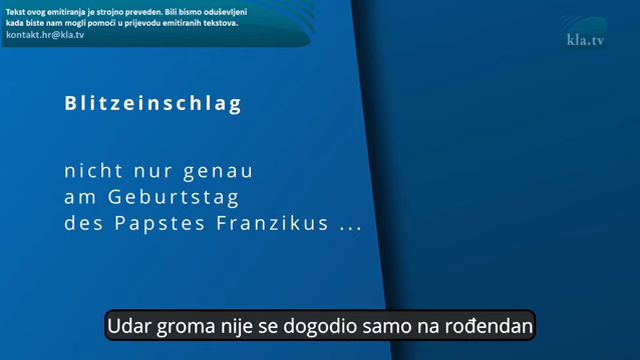 Tekst ovog emitiranja je strojno preveden. Bili bismo oduševljeni
kada biste nam mogli pomoći u prijevodu emitiranih tekstova.
kontakt.hr@kla.tv
kla.tv
Blitzeinschlag
nicht nur genau
am Geburtstag
des Papstes Franzikus ...
Udar groma nije se dogodio samo na rođendan